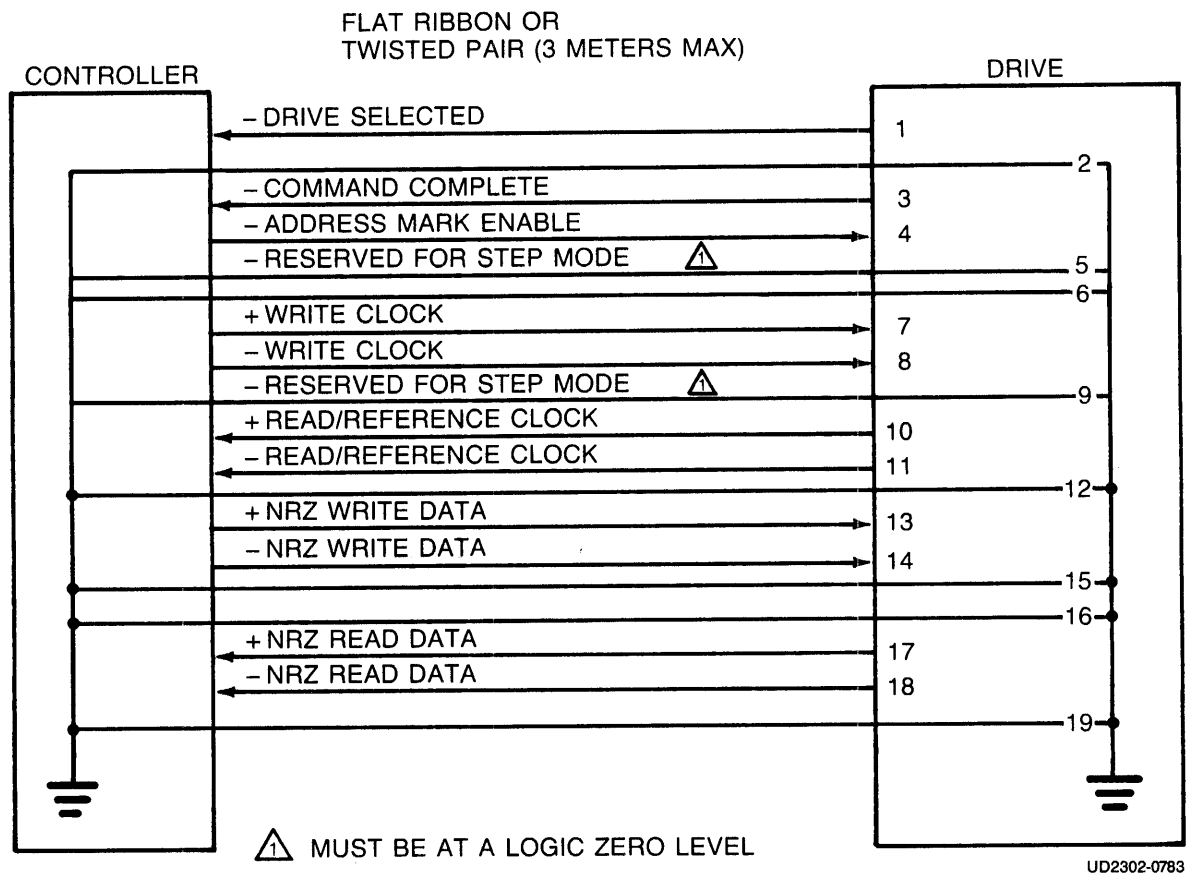 FLAT RIBBON OR
TWISTED PAIR (3 METERS MAX)
CONTROLLER
DRIVE
– DRIVE SELECTED
1
2
– COMMAND COMPLETE
3
– ADDRESS MARK ENABLE
4
– RESERVED FOR STEP MODE 1
5
6
+ WRITE CLOCK
7
– WRITE CLOCK
8
– RESERVED FOR STEP MODE 1
9
+ READ/REFERENCE CLOCK
10
– READ/REFERENCE CLOCK
11
12
+ NRZ WRITE DATA
13
– NRZ WRITE DATA
14
15
16
+ NRZ READ DATA
17
– NRZ READ DATA
18
19
1 MUST BE AT A LOGIC ZERO LEVEL
UD2302-0783